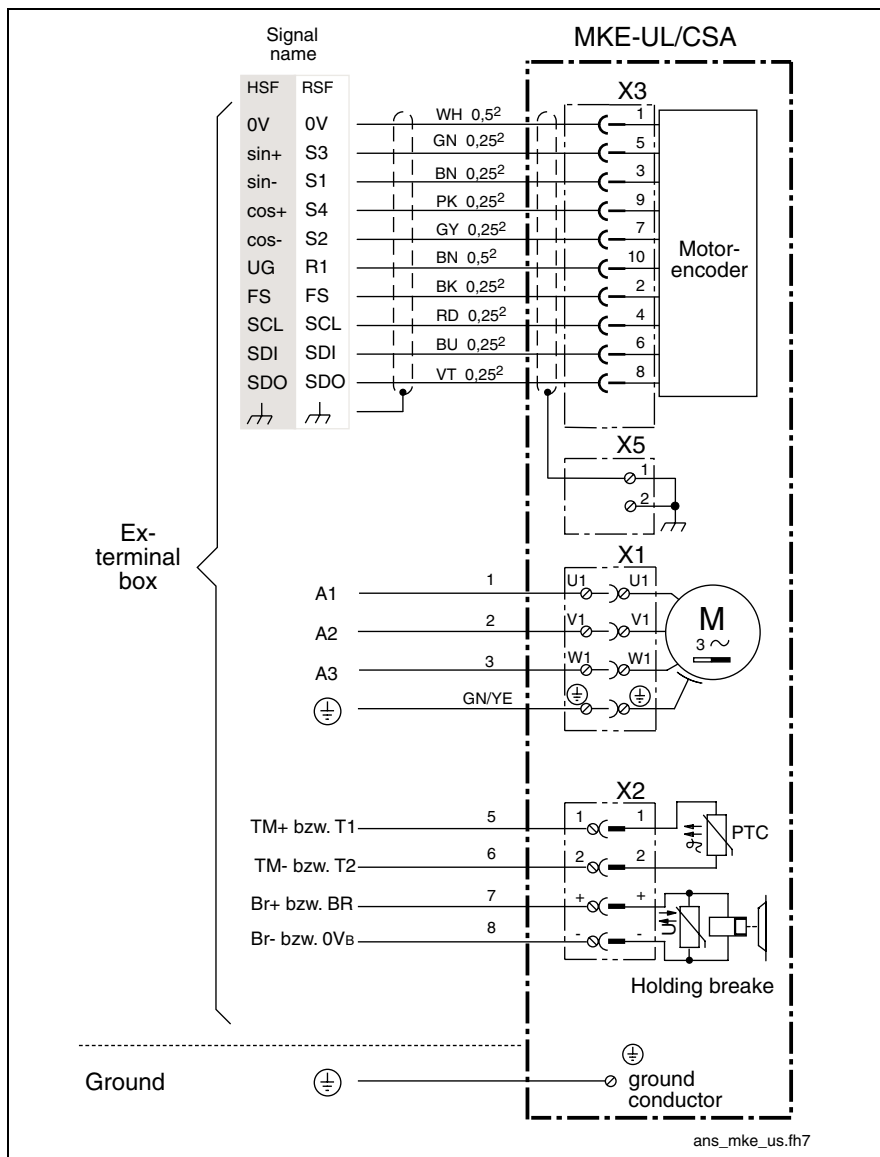 Signal
name
MKE-UL/CSA
HSF RSF
X3
0V 0V WH 0,5² 1
sin+ S3 GN 0,25² 5
sin- S1 BN 0,25² 3
cos+ S4 PK 0,25² 9
cos- S2 GY 0,25² 7
UG R1 BN 0,5² 10
FS FS BK 0,25² 2
SCL SCL RD 0,25² 4
SDI SDI BU 0,25² 6
SDO SDO VT 0,25² 8
Motor-
encoder
X5
1
2
Ex-
terminal
box
X1
A1 1 U1 U1
A2 2 V1 V1
A3 3 W1 W1
GN/YE
M
3 ~
X2
TM+ bzw. T1 5 1 1
TM- bzw. T2 6 2 2
PTC
ϑ
Br+ bzw. BR 7 + +
Br- bzw. 0VB 8 - -
U
Holding breake
Ground
ground
conductor
ans_mke_us.fh7